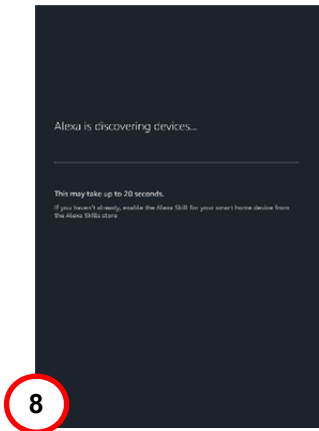 Alexa is discovering devices...
This may take up to 20 seconds.
If you haven't already, enable the Alexa Skill for your smart home device from
the Alexa Skills store
8